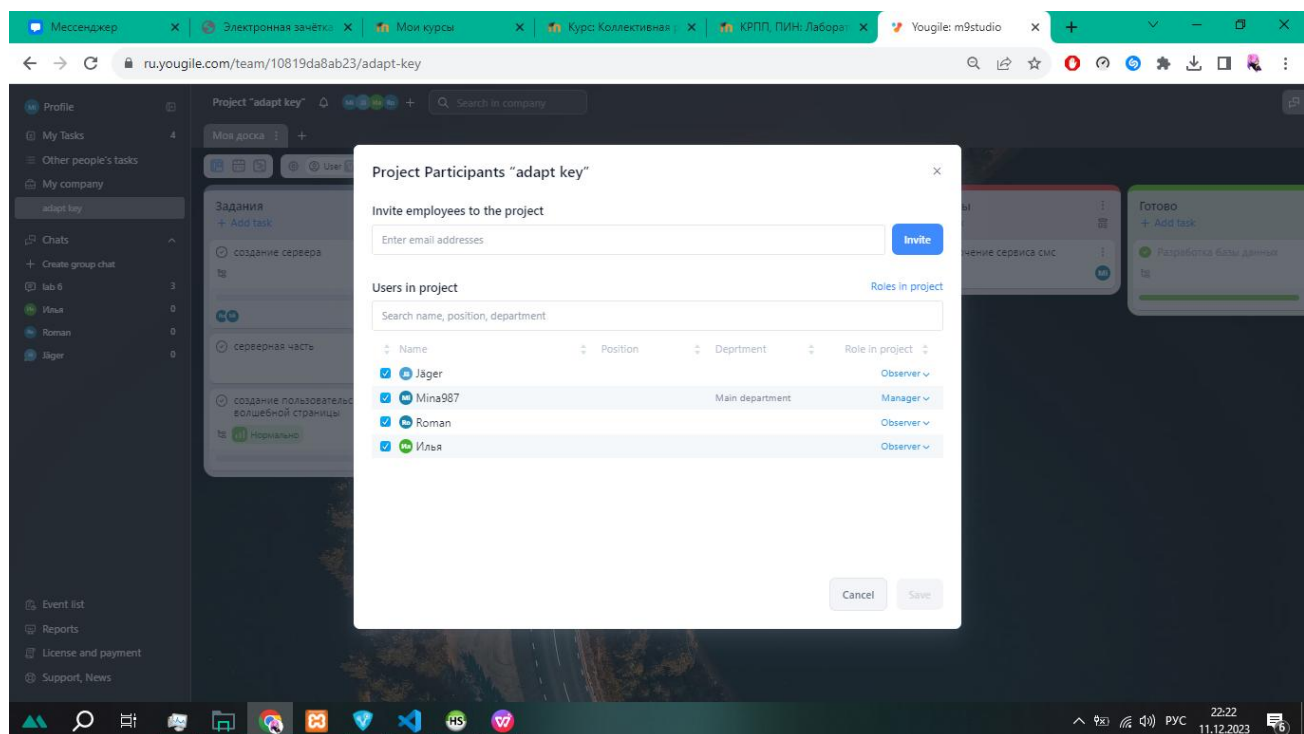 Мессенджер
Электронная зачётка
Мои курсы
Курс: Коллективная р
КРПП, ПИН: Лаборат
Yougile: m9studio
ru.yougile.com/team/10819da8ab23/adapt-key
Profile
Project "adapt key"
Search in company
My Tasks 4
Моя доска
Other people's tasks
User
My company
adapt key
Chats
Create group chat
lab 6 3
Илья 0
Roman 0
Jäger 0
Event list
Reports
License and payment
Support, News
Задания
+ Add task
создание сервера
серверная часть
создание пользовательс
волшебной страницы
Нормально
Project Participants "adapt key"
Invite employees to the project
Enter email addresses
Invite
Users in project
Roles in project
Search name, position, department
Name Position Deprtment Role in project
Jäger Observer
Mina987 Main department Manager
Roman Observer
Илья Observer
Cancel
Save
ы
чение сервиса смс
Готово
+ Add task
Разработка базы данных
HS
РУС
22:22
11.12.2023
6